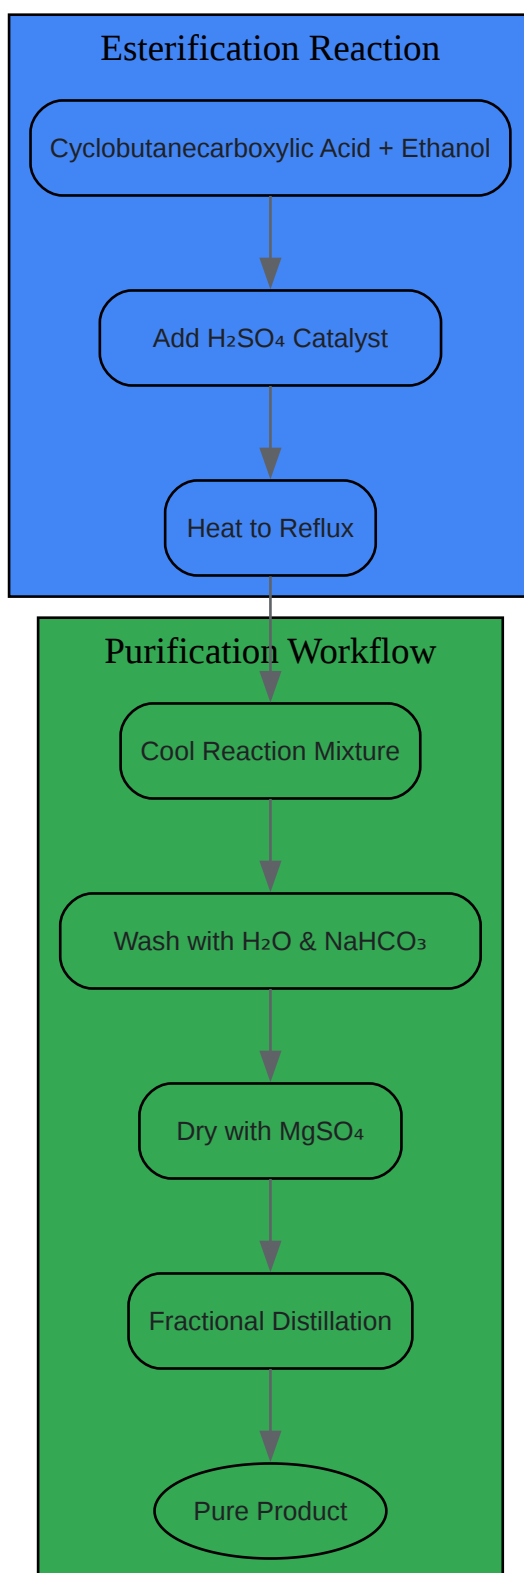 Esterification Reaction
Cyclobutanecarboxylic Acid + Ethanol
Add H₂SO₄ Catalyst
Heat to Reflux
Purification Workflow
Cool Reaction Mixture
Wash with H₂O & NaHCO₃
Dry with MgSO₄
Fractional Distillation
Pure Product